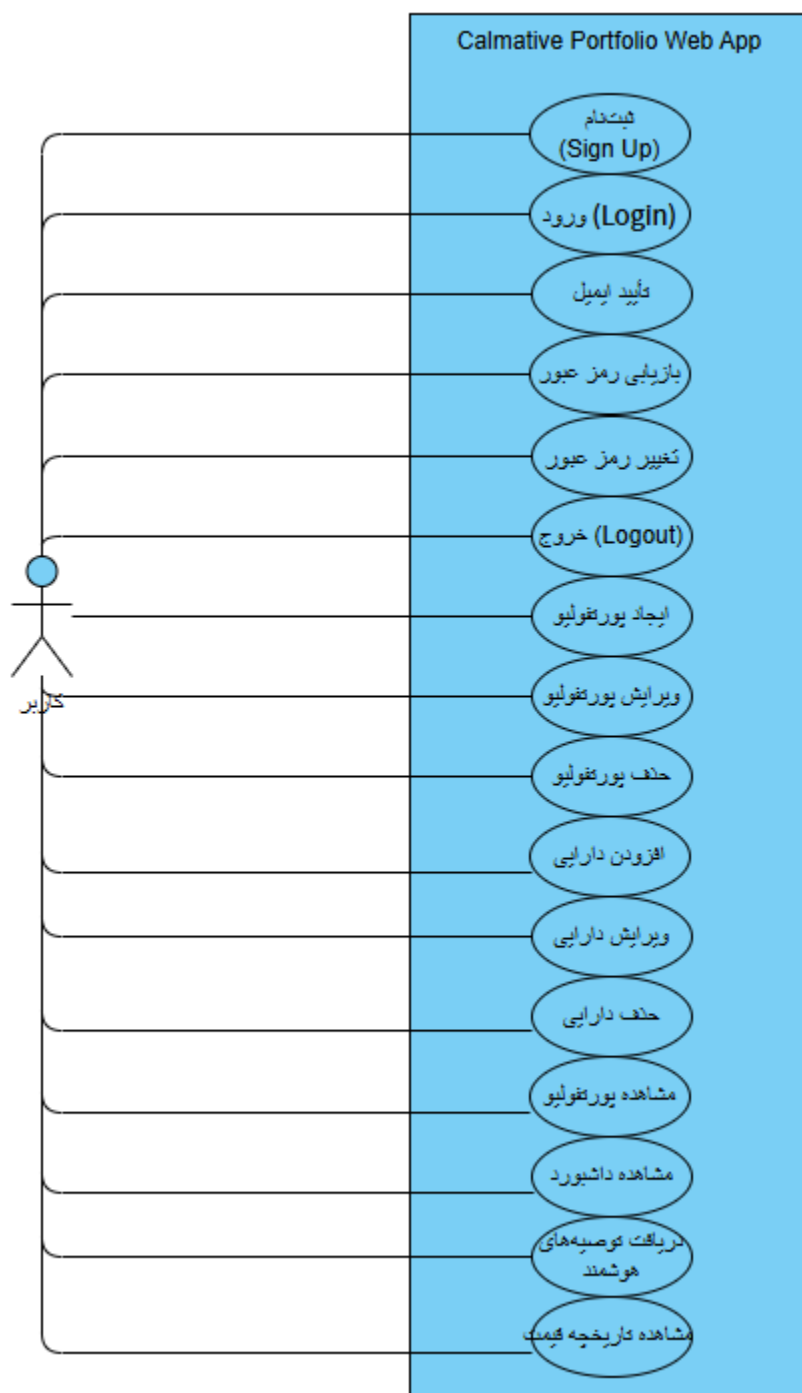 Calmative Portfolio Web App
ثبت‌نام
(Sign Up)
ورود (Login)
تأیید ایمیل
بازیابی رمز عبور
تغییر رمز عبور
خروج (Logout)
ایجاد پورتفولیو
ویرایش پورتفولیو
کاربر
حذف پورتفولیو
افزودن دارایی
ویرایش دارایی
حذف دارایی
مشاهده پورتفولیو
مشاهده داشبورد
دریافت توصیه‌های
هوشمند
مشاهده تاریخچه قیمت